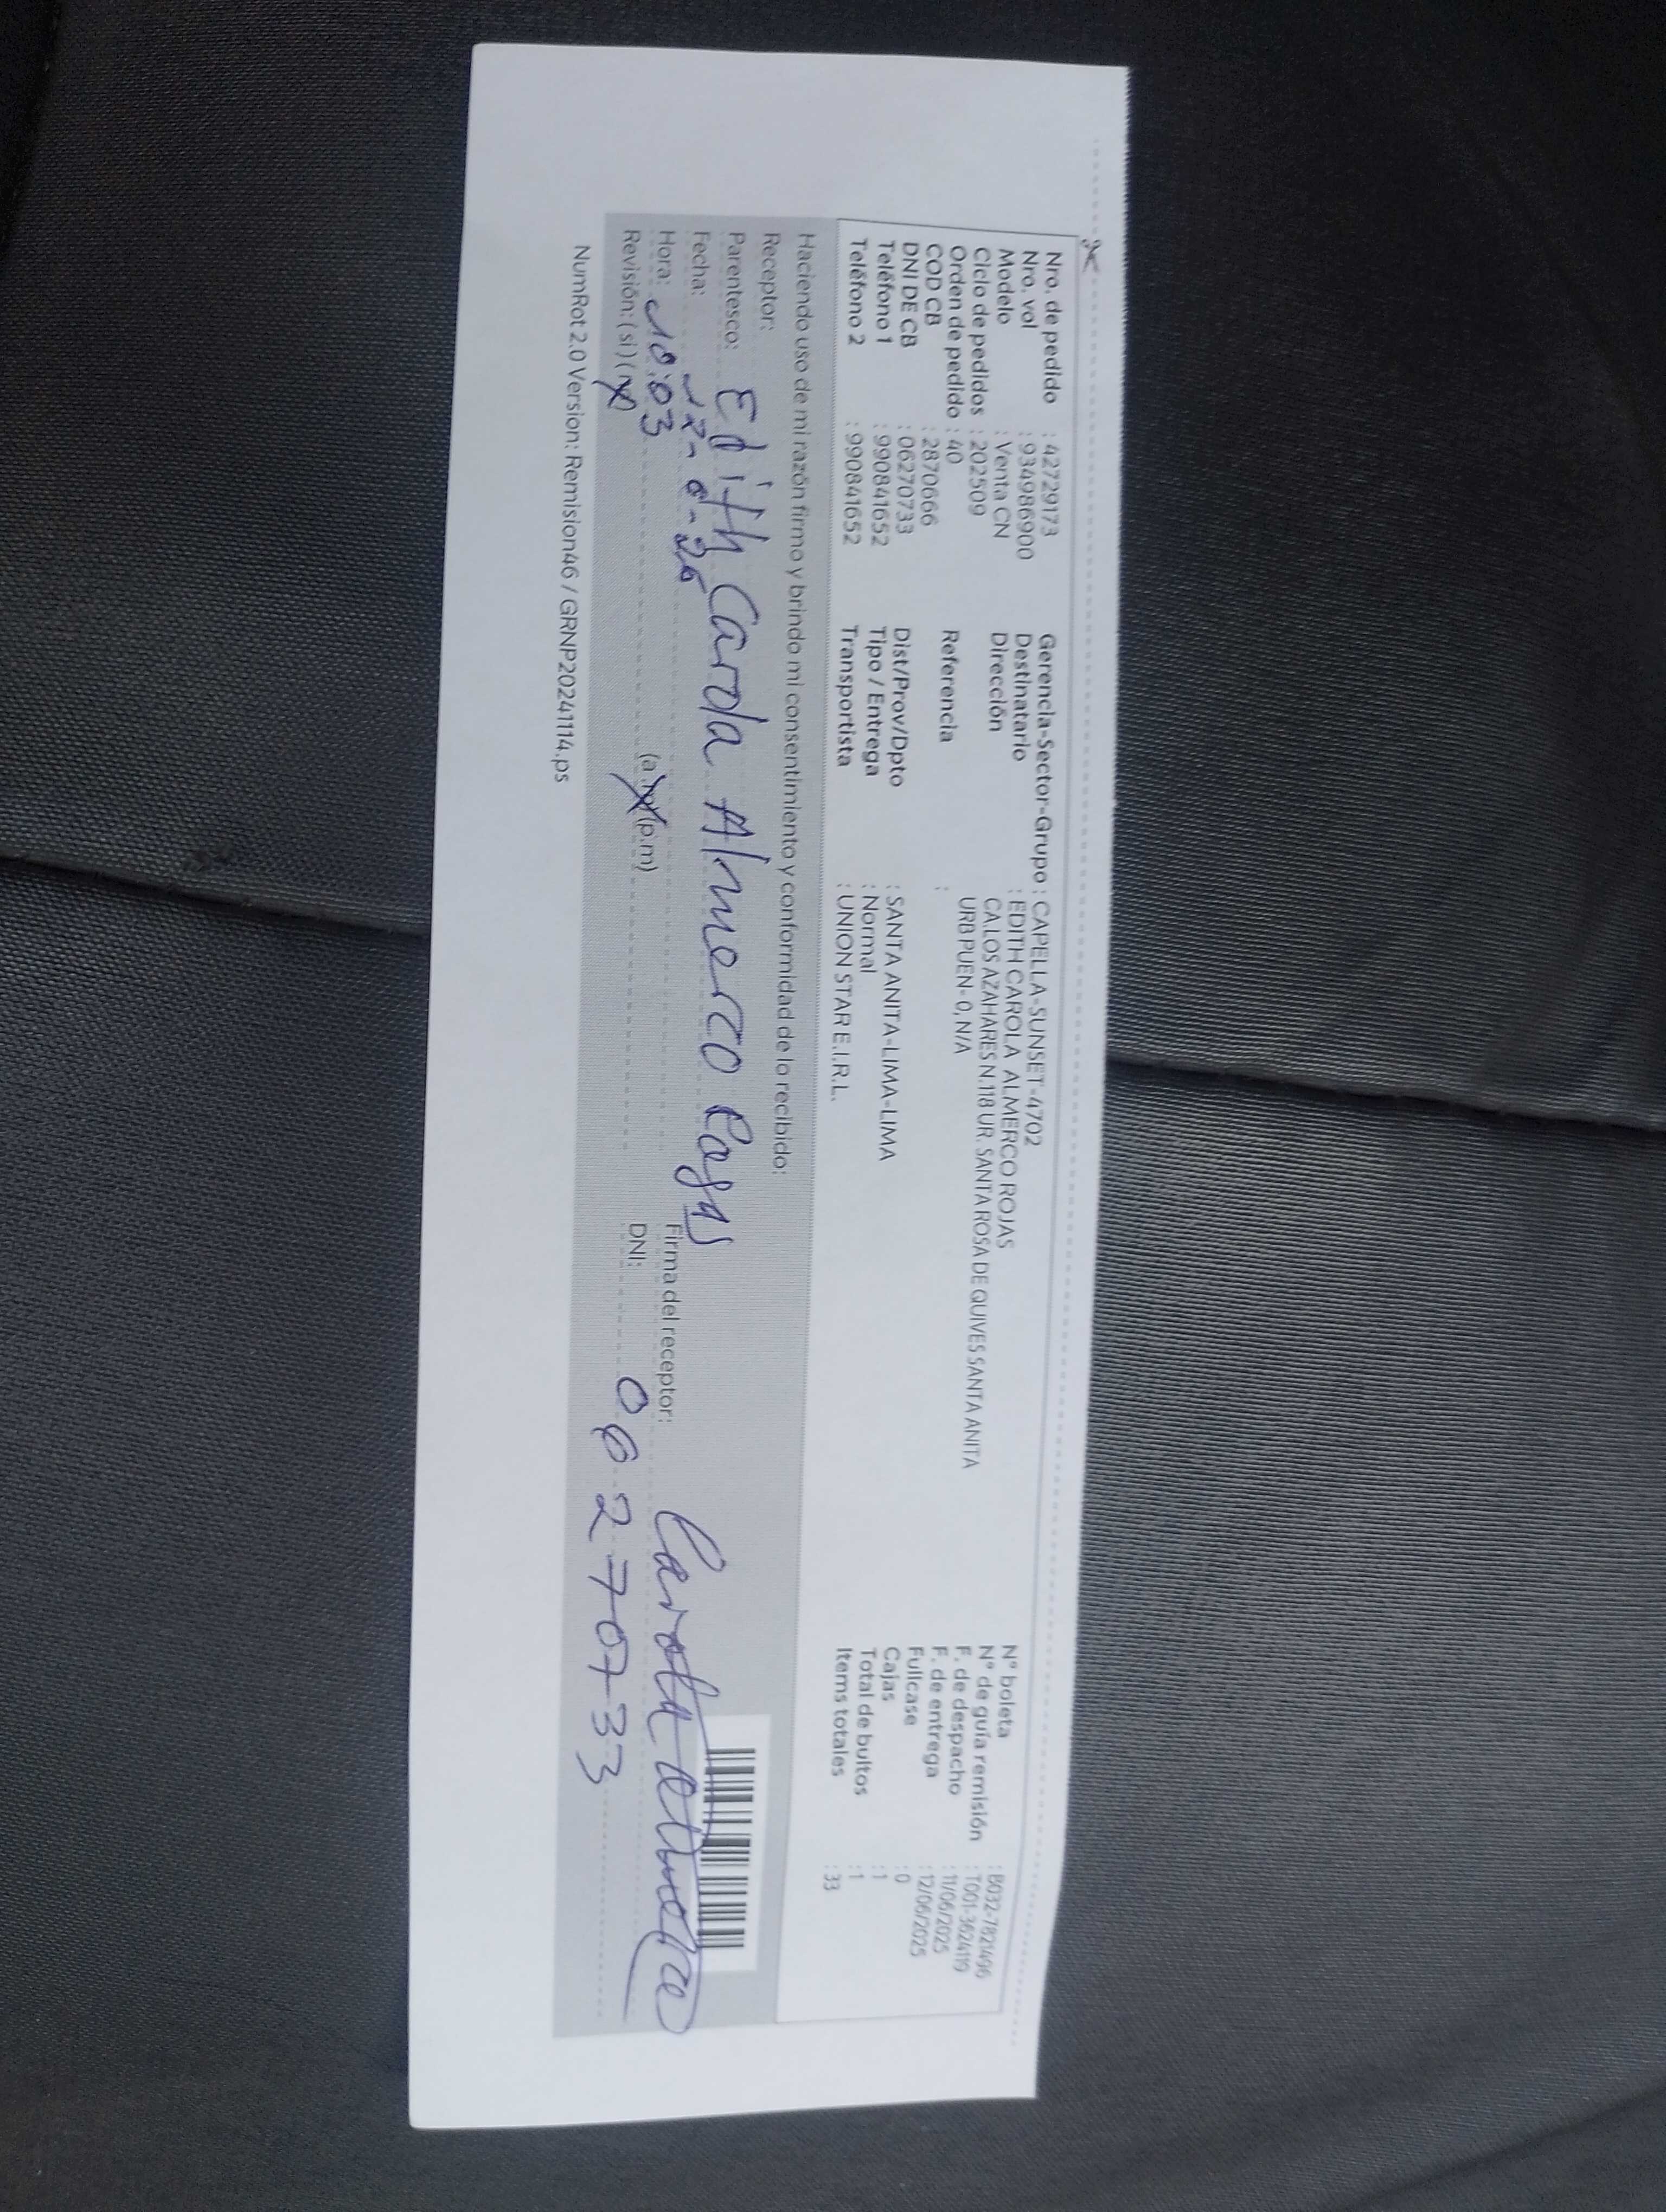 Nro. de pedido : 42729173
Nro. vol : 934986900
Modelo : Venta CN
Ciclo de pedidos : 202509
Orden de pedido : 40
COD CB : 2870666
DNI DE CB : 06270733
Teléfono 1 : 990841652
Teléfono 2 : 990841652
Gerencia-Sector-Grupo : CAPELLA-SUNSET-4702
Destinatario : EDITH CAROLA ALMERCO ROJAS
Dirección CA.LOS AZAHARES N.118 UR. SANTA ROSA DE QUIVES SANTA ANITA
URB PUEN- 0, N/A
Referencia :
Dist/Prov/Dpto : SANTA ANITA-LIMA-LIMA
Tipo / Entrega : Normal
Transportista : UNION STAR E.I.R.L.
N° boleta : B032-7821496
N° de guía remisión : T001-3624119
F. de despacho : 11/06/2025
F. de entrega : 12/06/2025
Fullcase : 0
Cajas : 1
Total de bultos : 1
Items totales : 33
Haciendo uso de mi razón firmo y brindo mi consentimiento y conformidad de lo recibido:
Receptor:
Parentesco: Edith Carola Almerco
Fecha:
Hora: 10:03 (a.m) (p.m)
Revisión: ( si ) (
Firma del receptor: Carola
DNI: 06270733
NumRot 2.0 Version: Remision46 / GRNP20241114.ps